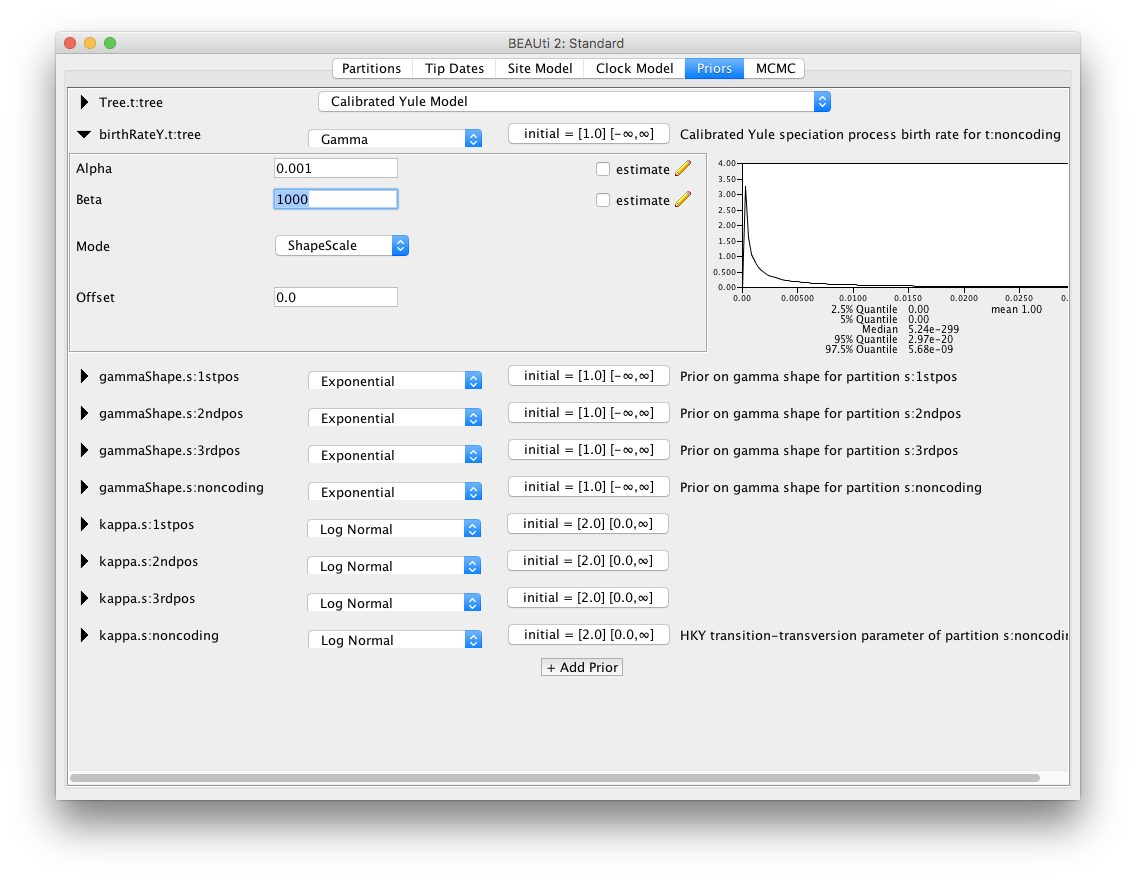 BEAUti 2: Standard
Partitions Tip Dates Site Model Clock Model Priors MCMC
Tree.t:tree Calibrated Yule Model
birthRateY.t:tree Gamma initial = [1.0] [-∞,∞] Calibrated Yule speciation process birth rate for t:noncoding
Alpha 0.001 estimate
Beta 1000 estimate
Mode ShapeScale
Offset 0.0
4.00
3.50
3.00
2.50
2.00
1.50
1.00
0.500
0.00
0.00 0.00500 0.0100 0.0150 0.0200 0.0250 0.
2.5% Quantile 0.00 mean 1.00
5% Quantile 0.00
Median 5.24e-299
95% Quantile 2.97e-20
97.5% Quantile 5.68e-09
gammaShape.s:1stpos Exponential initial = [1.0] [-∞,∞] Prior on gamma shape for partition s:1stpos
gammaShape.s:2ndpos Exponential initial = [1.0] [-∞,∞] Prior on gamma shape for partition s:2ndpos
gammaShape.s:3rdpos Exponential initial = [1.0] [-∞,∞] Prior on gamma shape for partition s:3rdpos
gammaShape.s:noncoding Exponential initial = [1.0] [-∞,∞] Prior on gamma shape for partition s:noncoding
kappa.s:1stpos Log Normal initial = [2.0] [0.0,∞]
kappa.s:2ndpos Log Normal initial = [2.0] [0.0,∞]
kappa.s:3rdpos Log Normal initial = [2.0] [0.0,∞]
kappa.s:noncoding Log Normal initial = [2.0] [0.0,∞] HKY transition-transversion parameter of partition s:noncodin
+ Add Prior